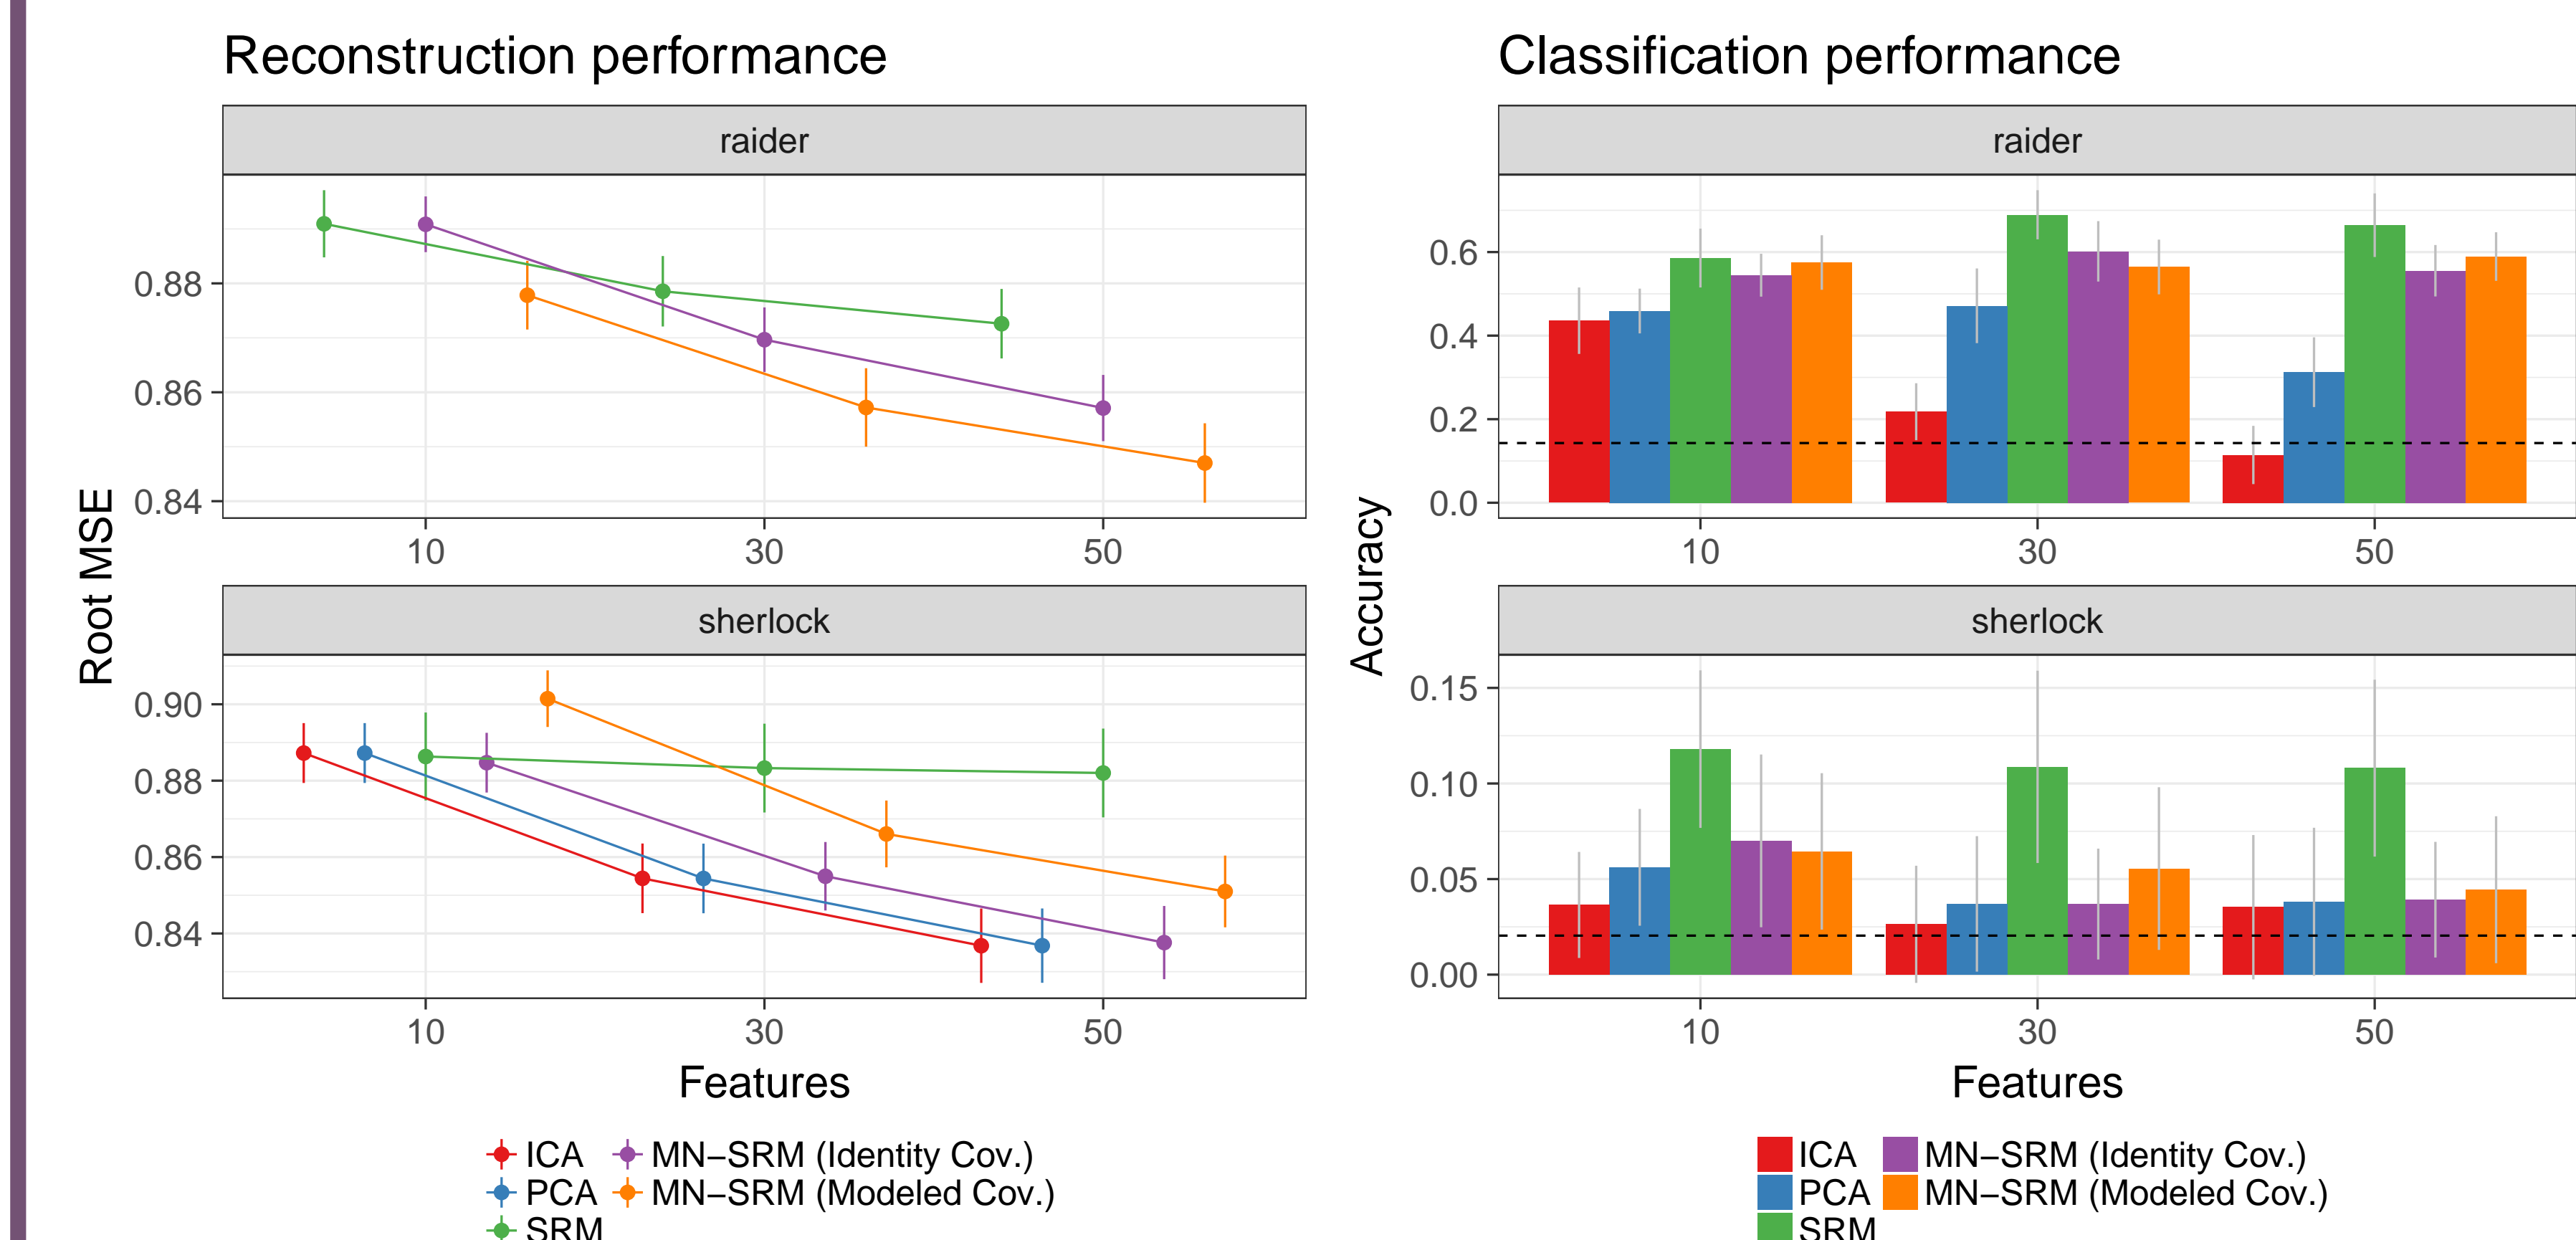 Reconstruction performance
raider
0.88
0.86
0.84
10 30 50
sherlock
0.90
0.88
0.86
0.84
10 30 50
Root MSE
Features
ICA MN−SRM (Identity Cov.)
PCA MN−SRM (Modeled Cov.)
SRM
Classification performance
raider
0.6
0.4
0.2
0.0
10 30 50
sherlock
0.15
0.10
0.05
0.00
10 30 50
Accuracy
Features
ICA MN−SRM (Identity Cov.)
PCA MN−SRM (Modeled Cov.)
SRM